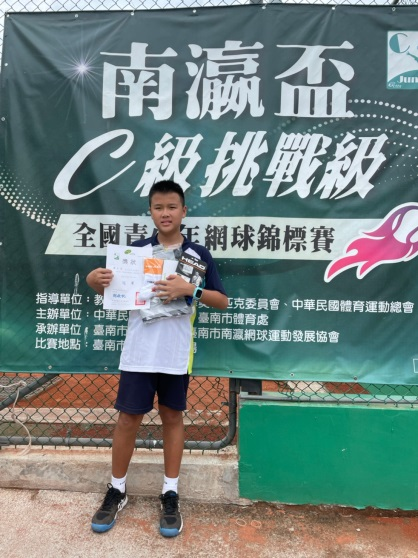 南瀛盃
C級挑戰級
全國青 年網球錦標賽
指導單位：教 克委員會、中華民國體育運動總會
主辦單位：中華民 臺南市體育處
承辦單位：臺南市 臺南市南瀛網球運動發展協會
比賽地點：臺南
HEAD